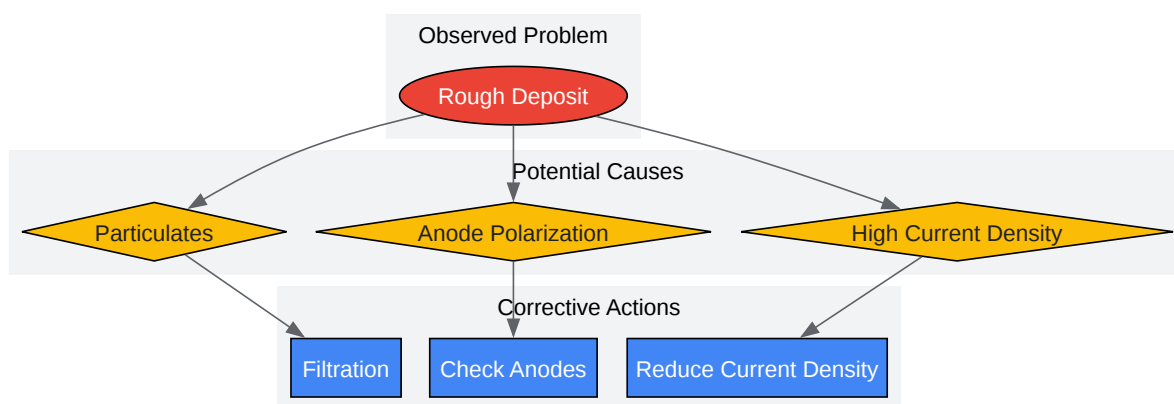 Observed Problem
Rough Deposit
Potential Causes
Particulates
Anode Polarization
High Current Density
Corrective Actions
Filtration
Check Anodes
Reduce Current Density